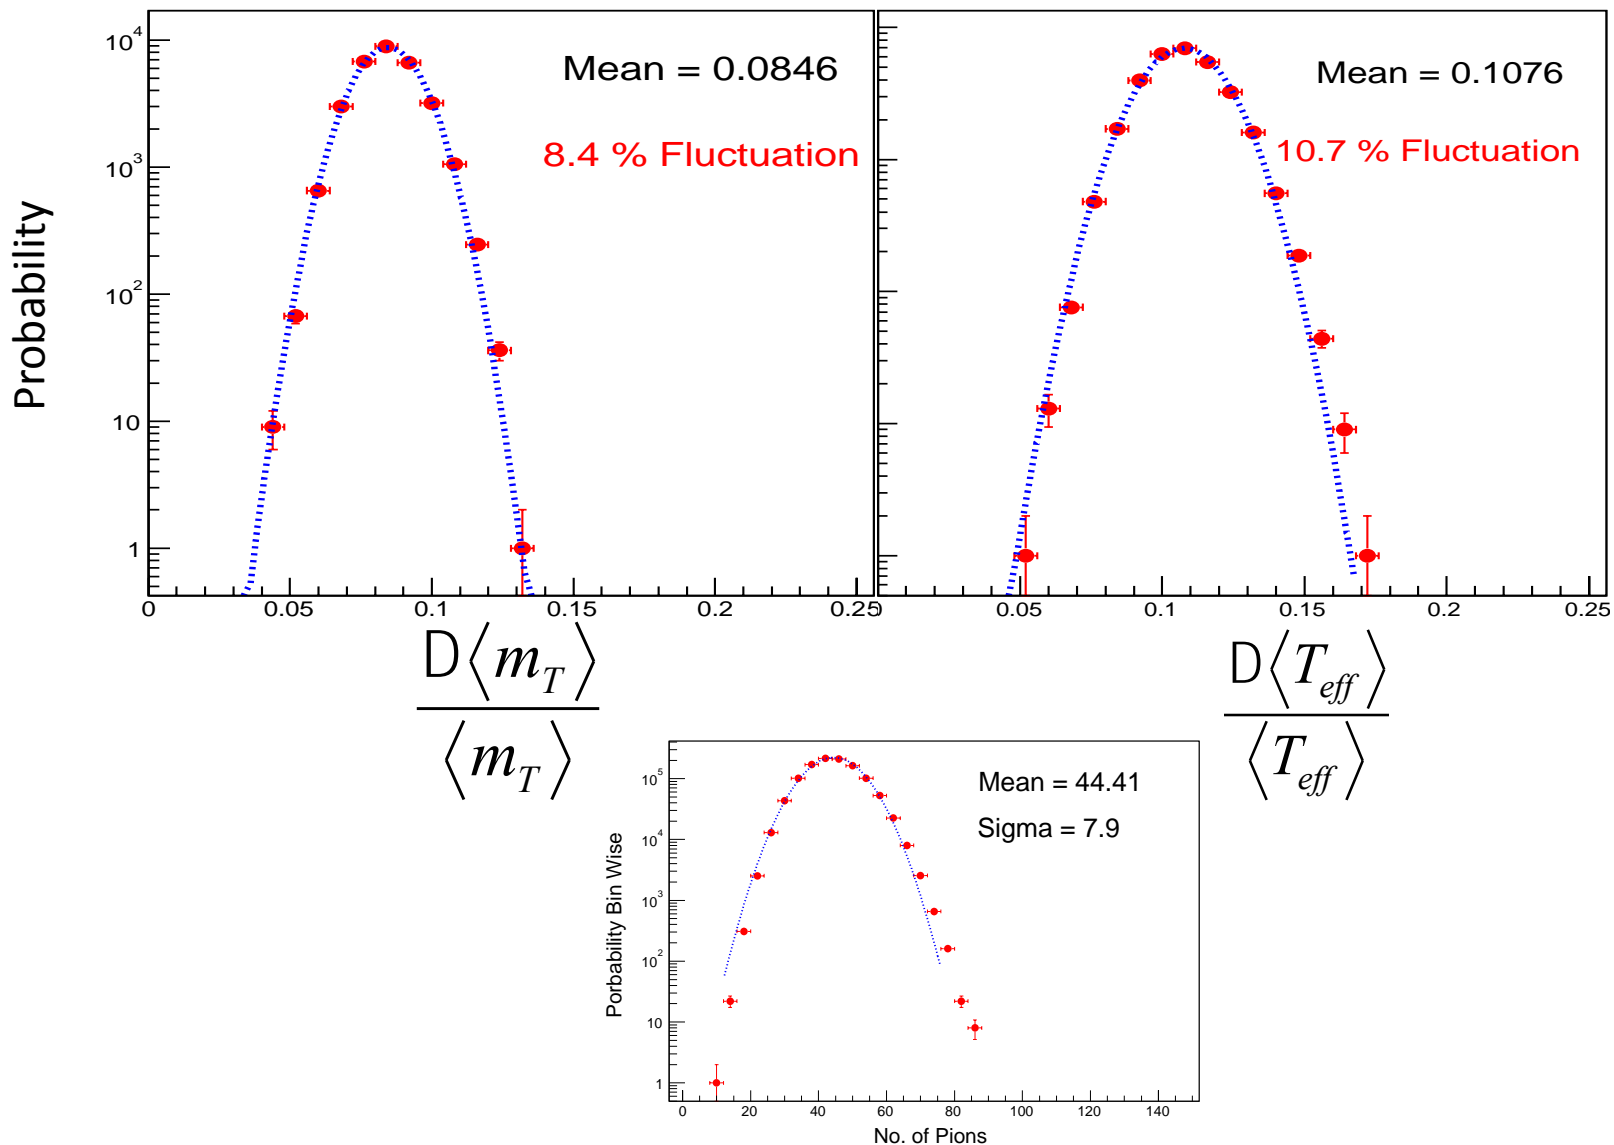 Probability
10^4
10^3
10^2
10
1
Mean = 0.0846
8.4 % Fluctuation
0 0.05 0.1 0.15 0.2 0.25
D⟨m_T⟩
⟨m_T⟩
Mean = 0.1076
10.7 % Fluctuation
0.05 0.1 0.15 0.2 0.25
D⟨T_eff⟩
⟨T_eff⟩
Porbability Bin Wise
10^5
10^4
10^3
10^2
10
1
Mean = 44.41
Sigma = 7.9
0 20 40 60 80 100 120 140
No. of Pions